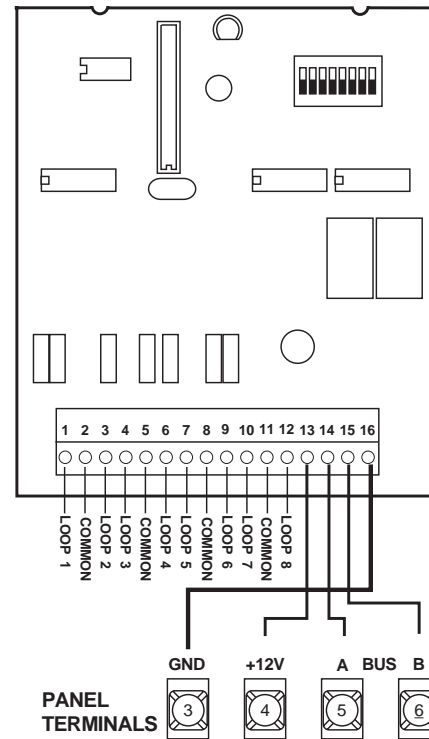 1 2 3 4 5 6 7 8 9 10 11 12 13 14 15 16
LOOP 1
COMMON
LOOP 2
LOOP 3
COMMON
LOOP 4
LOOP 5
COMMON
LOOP 6
LOOP 7
COMMON
LOOP 8
GND +12V A BUS B
PANEL
TERMINALS
3 4 5 6